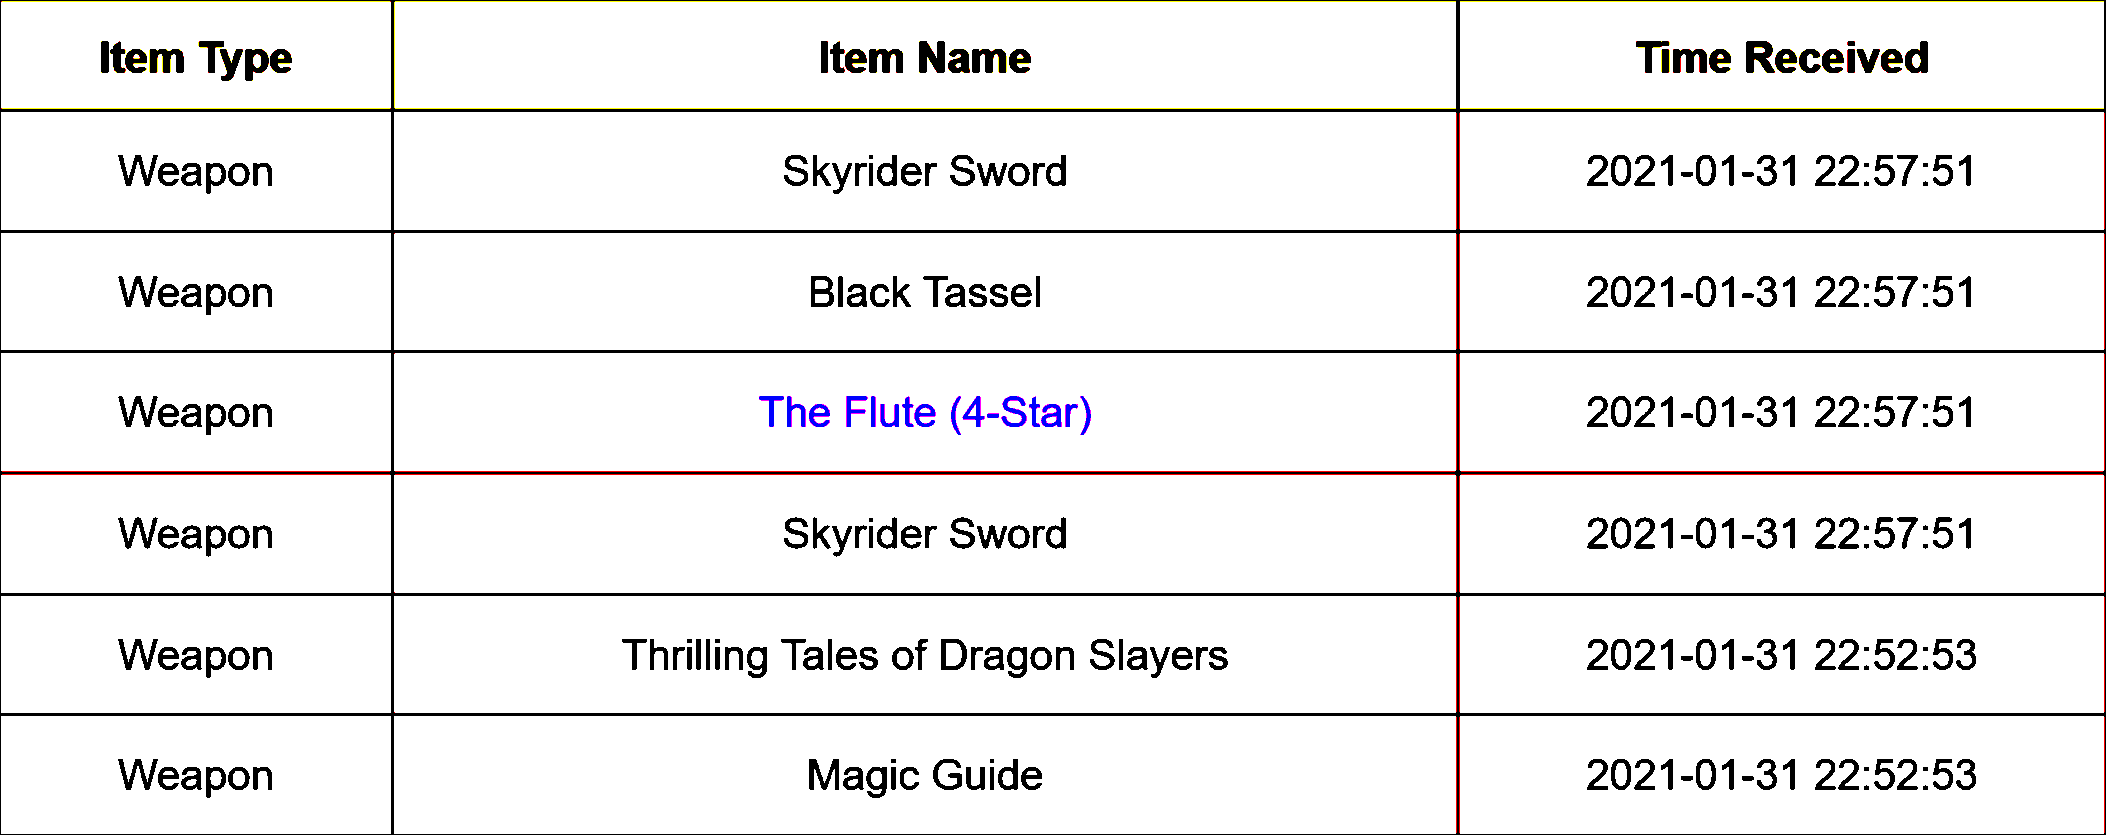 Item Type Item Name Time Received
Weapon Skyrider Sword 2021-01-31 22:57:51
Weapon Black Tassel 2021-01-31 22:57:51
Weapon The Flute (4-Star) 2021-01-31 22:57:51
Weapon Skyrider Sword 2021-01-31 22:57:51
Weapon Thrilling Tales of Dragon Slayers 2021-01-31 22:52:53
Weapon Magic Guide 2021-01-31 22:52:53